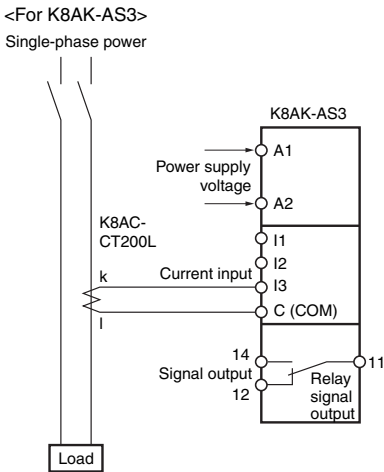 <For K8AK-AS3>
Single-phase power
K8AK-AS3
A1
Power supply
voltage
A2
K8AC-
CT200L
I1
I2
k
Current input
I3
C (COM)
l
14
11
Signal output
Relay
12
signal
output
Load